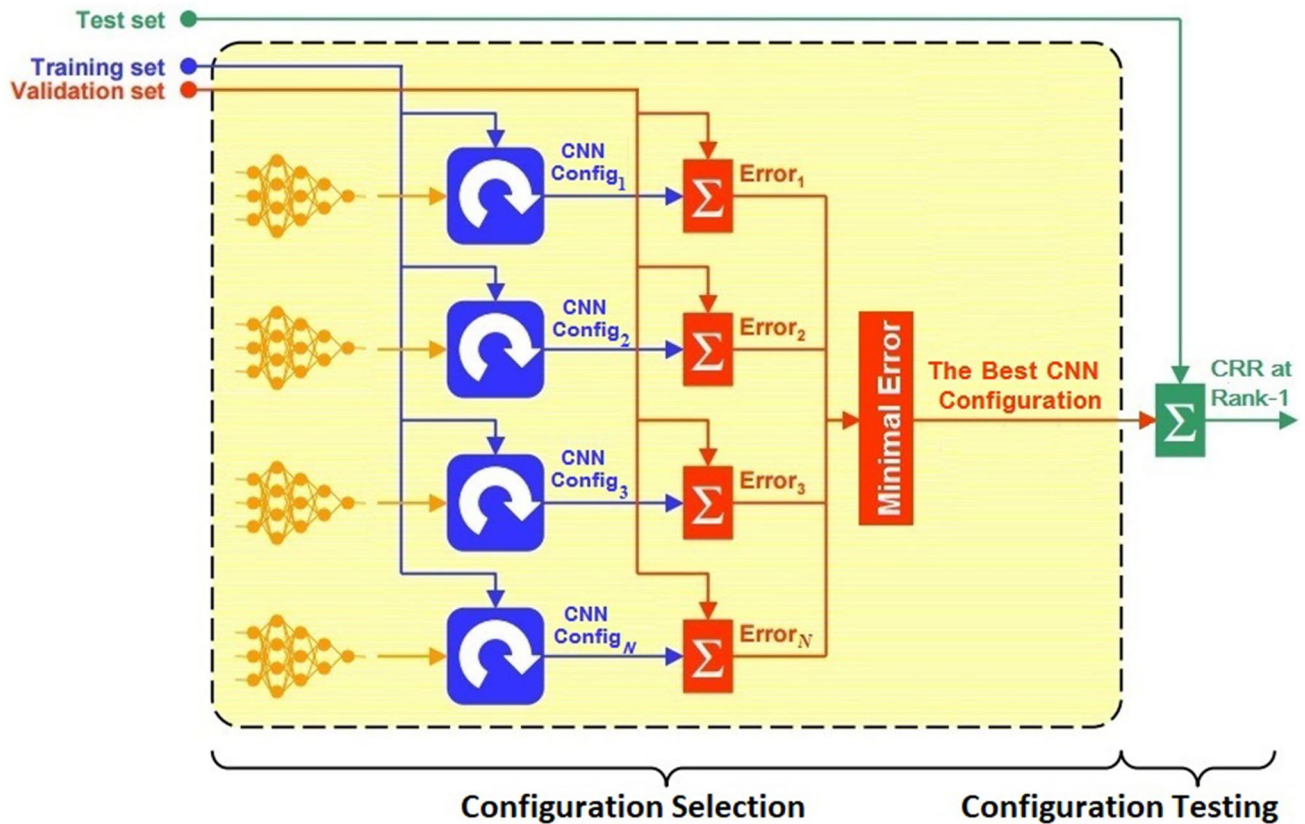 Test set
Training set
Validation set
CNN
Config1
Σ
Error1
CNN
Config2
Σ
Error2
CNN
Config3
Σ
Error3
CNN
ConfigN
Σ
ErrorN
Minimal Error
The Best CNN
Configuration
Σ
CRR at
Rank-1
Configuration Selection
Configuration Testing